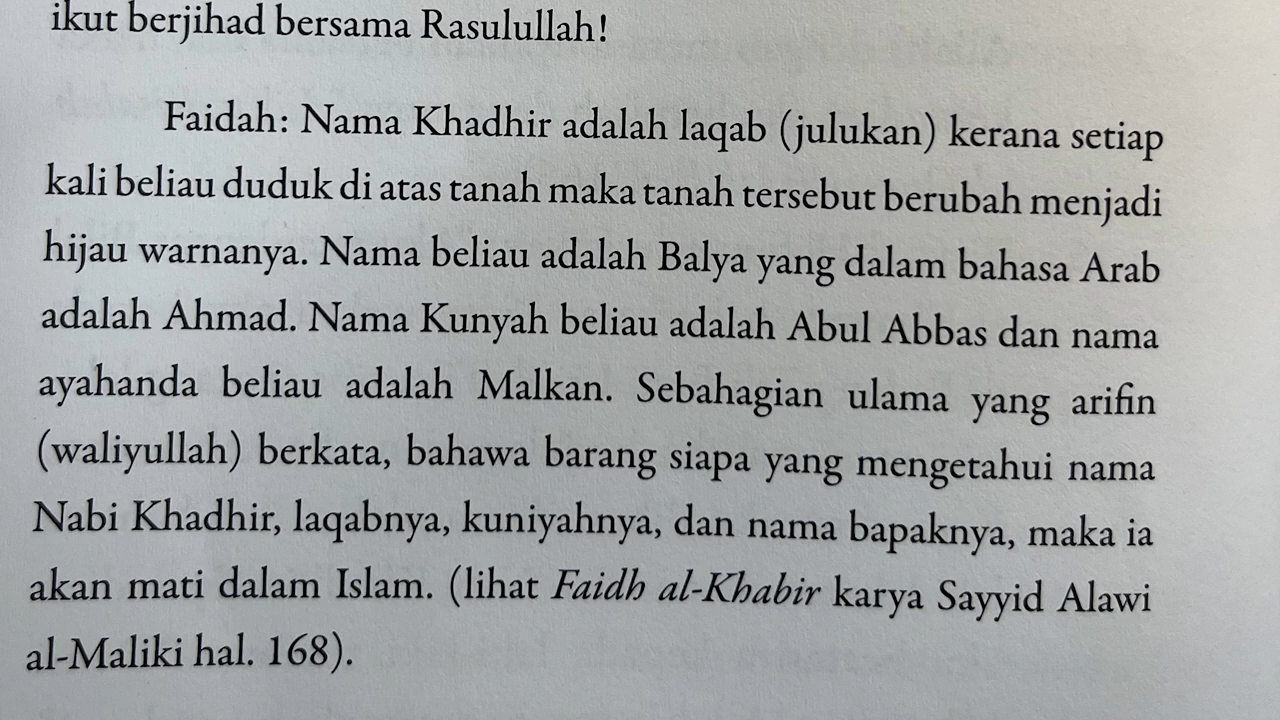 ikut berjihad bersama Rasulullah!
Faidah: Nama Khadhir adalah laqab (julukan) kerana setiap
kali beliau duduk di atas tanah maka tanah tersebut berubah menjadi
hijau warnanya. Nama beliau adalah Balya yang dalam bahasa Arab
adalah Ahmad. Nama Kunyah beliau adalah Abul Abbas dan nama
ayahanda beliau adalah Malkan. Sebahagian ulama yang arifin
(waliyullah) berkata, bahawa barang siapa yang mengetahui nama
Nabi Khadhir, laqabnya, kuniyahnya, dan nama bapaknya, maka ia
akan mati dalam Islam. (lihat Faidh al-Khabir karya Sayyid Alawi
al-Maliki hal. 168).